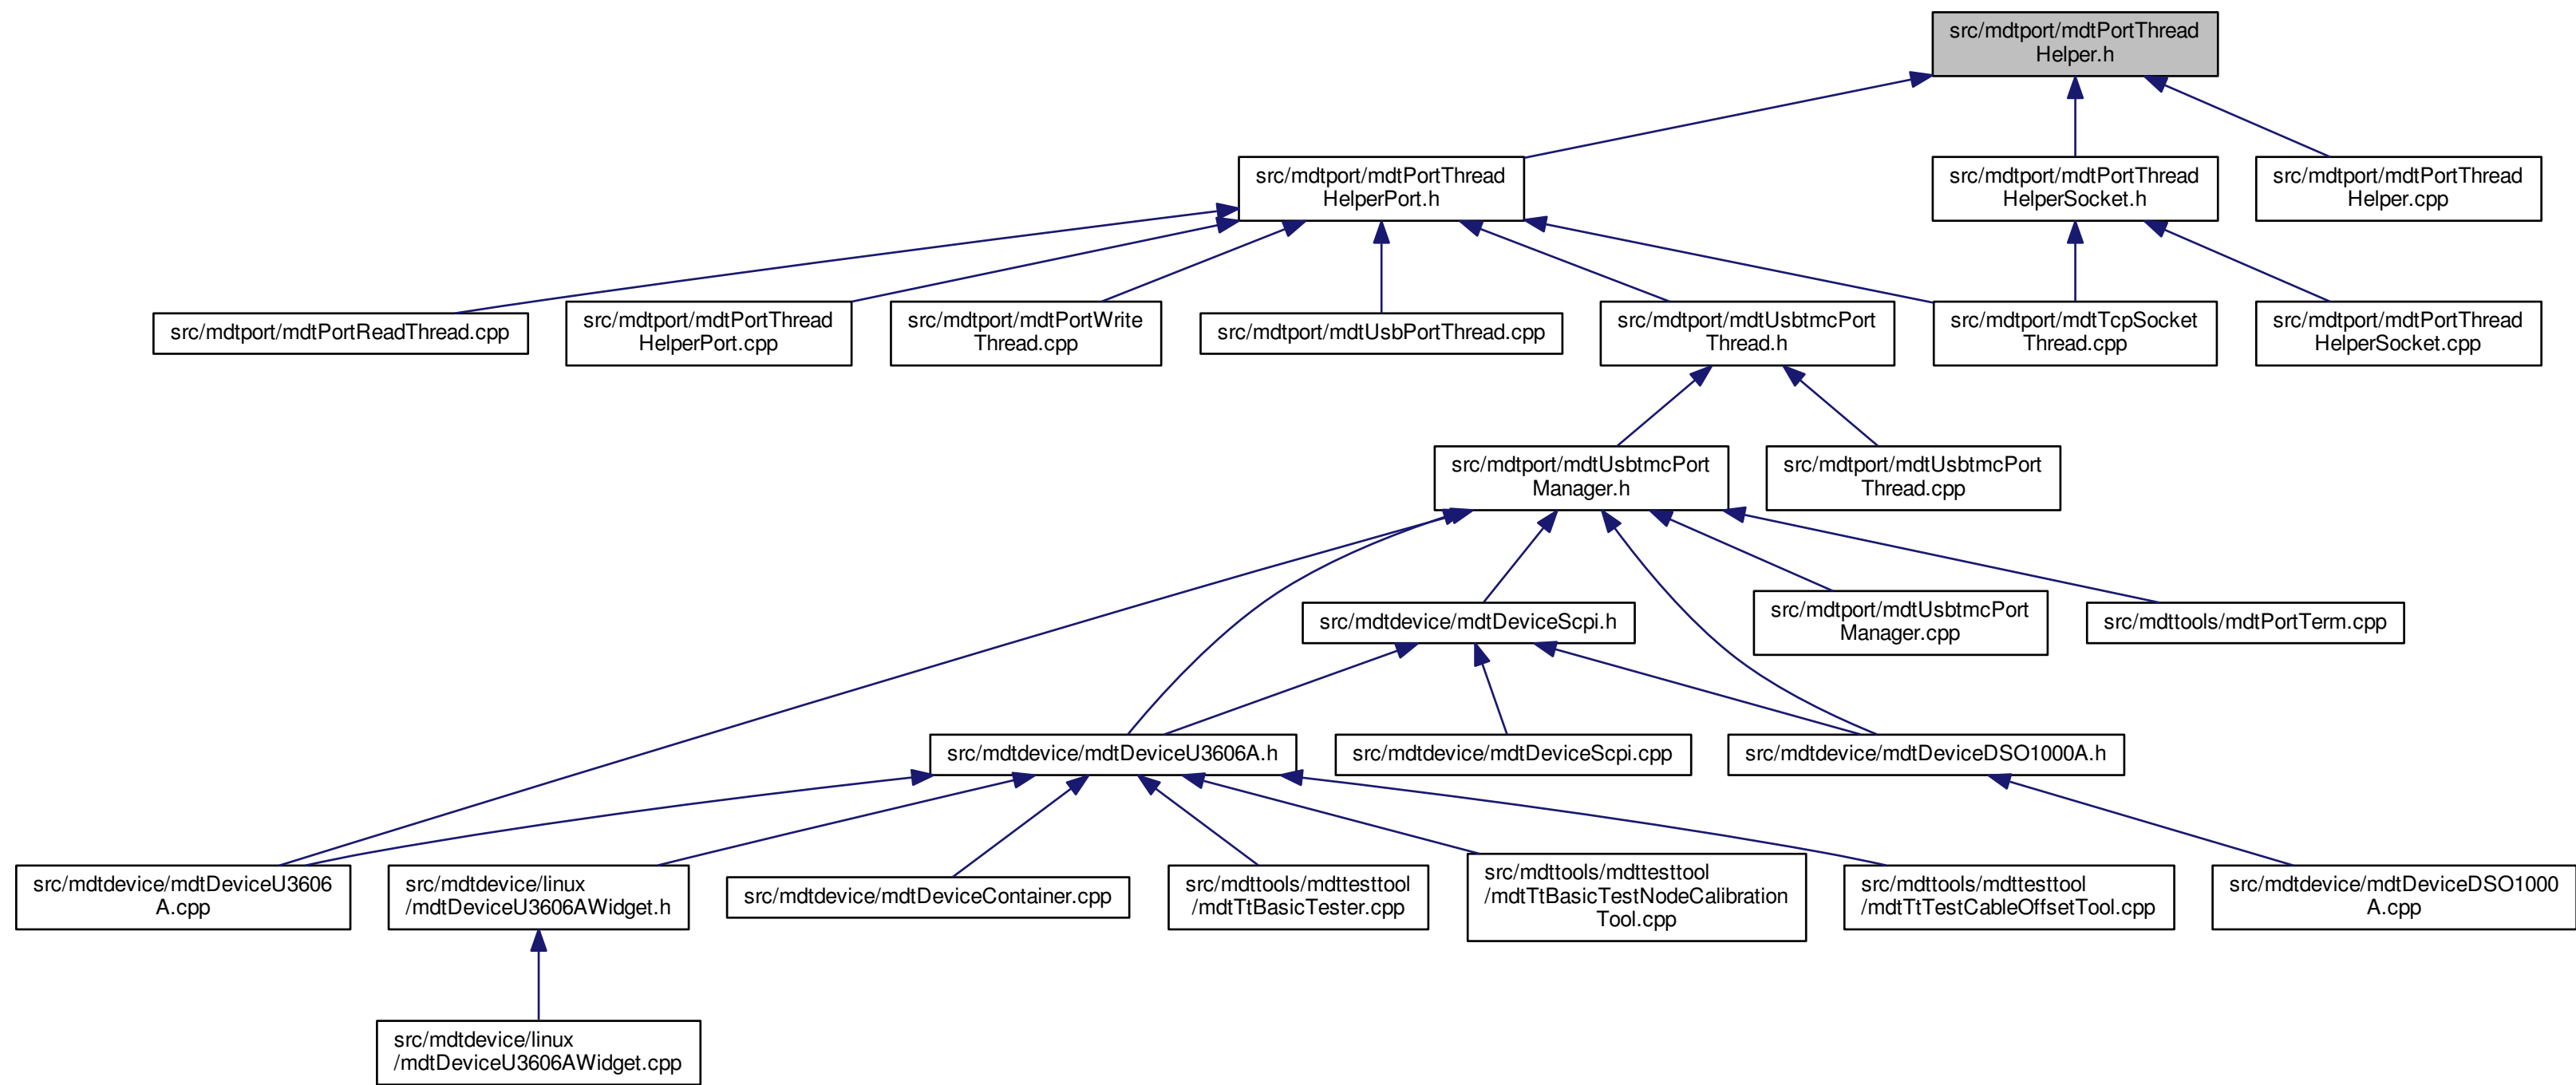 src/mdtport/mdtPortThread
Helper.h
src/mdtport/mdtPortThread
HelperPort.h
src/mdtport/mdtPortThread
HelperSocket.h
src/mdtport/mdtPortThread
Helper.cpp
src/mdtport/mdtPortReadThread.cpp
src/mdtport/mdtPortThread
HelperPort.cpp
src/mdtport/mdtPortWrite
Thread.cpp
src/mdtport/mdtUsbPortThread.cpp
src/mdtport/mdtUsbtmcPort
Thread.h
src/mdtport/mdtTcpSocket
Thread.cpp
src/mdtport/mdtPortThread
HelperSocket.cpp
src/mdtport/mdtUsbtmcPort
Manager.h
src/mdtport/mdtUsbtmcPort
Thread.cpp
src/mdtdevice/mdtDeviceScpi.h
src/mdtport/mdtUsbtmcPort
Manager.cpp
src/mdttools/mdtPortTerm.cpp
src/mdtdevice/mdtDeviceU3606A.h
src/mdtdevice/mdtDeviceScpi.cpp
src/mdtdevice/mdtDeviceDSO1000A.h
src/mdtdevice/mdtDeviceU3606
A.cpp
src/mdtdevice/linux
/mdtDeviceU3606AWidget.h
src/mdtdevice/mdtDeviceContainer.cpp
src/mdttools/mdttesttool
/mdtTtBasicTester.cpp
src/mdttools/mdttesttool
/mdtTtBasicTestNodeCalibration
Tool.cpp
src/mdttools/mdttesttool
/mdtTtTestCableOffsetTool.cpp
src/mdtdevice/mdtDeviceDSO1000
A.cpp
src/mdtdevice/linux
/mdtDeviceU3606AWidget.cpp